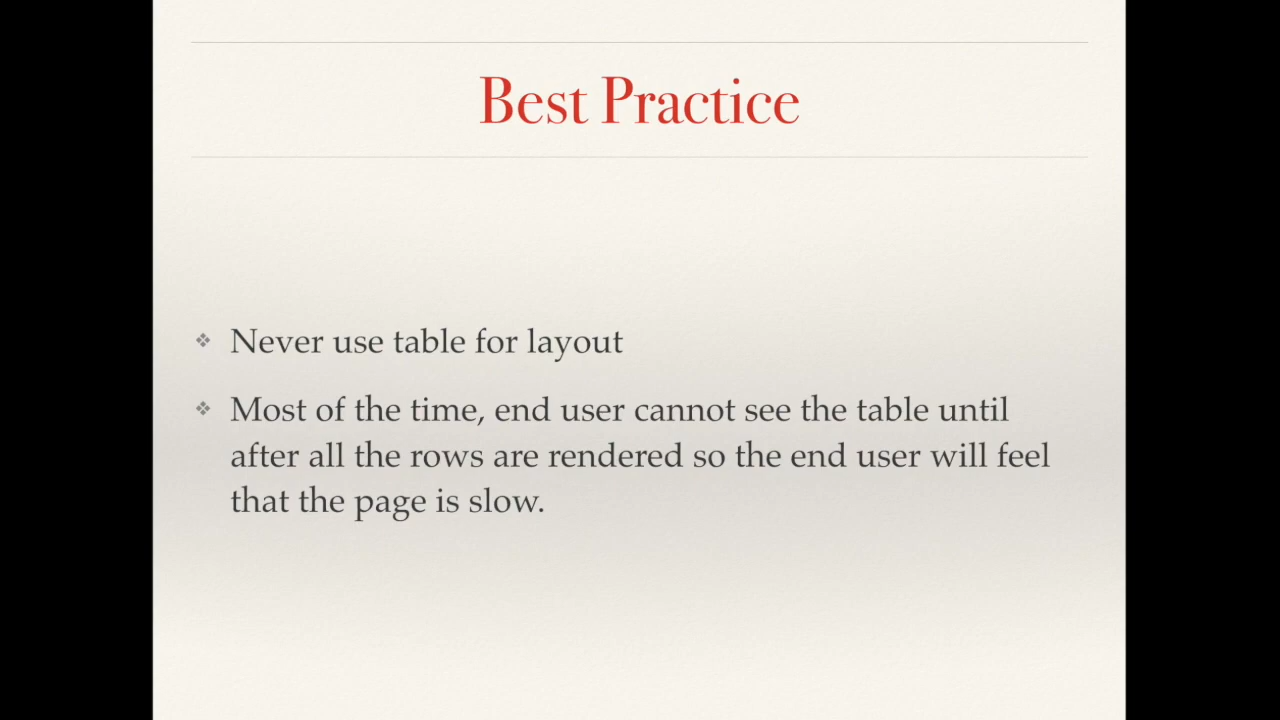 Best Practice
Never use table for layout
Most of the time, end user cannot see the table until
after all the rows are rendered so the end user will feel
that the page is slow.